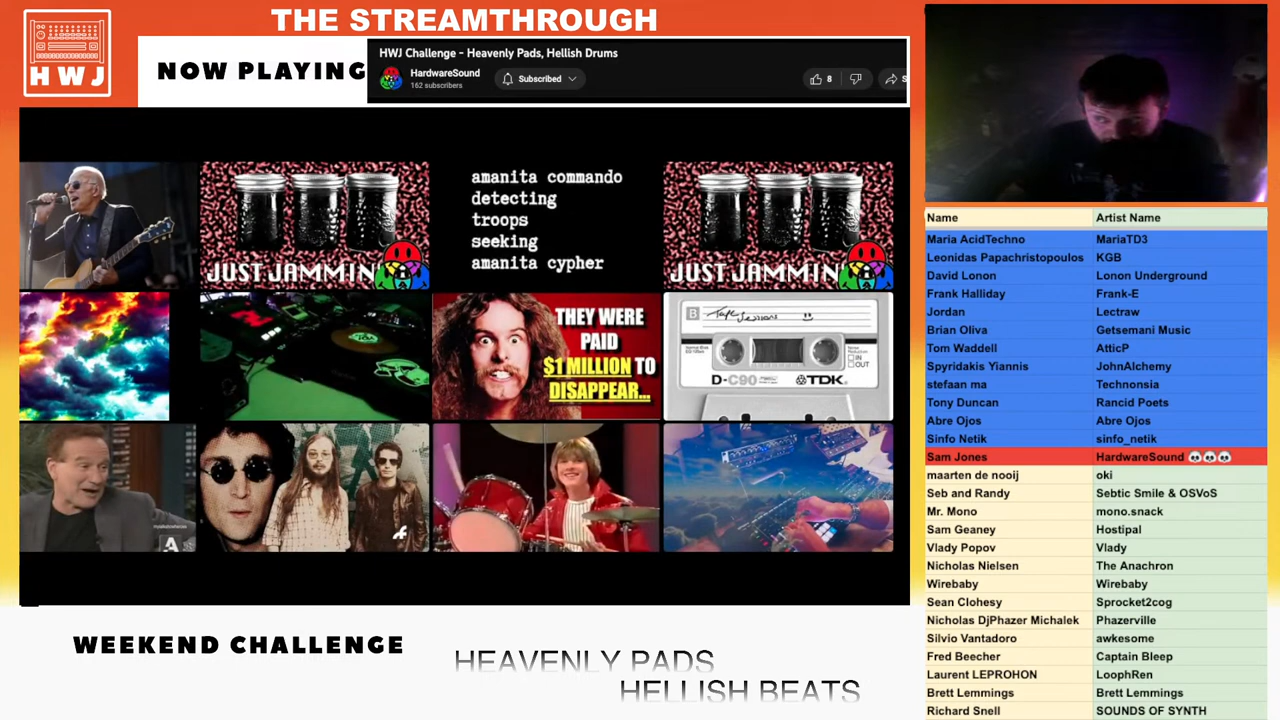 THE STREAMTHROUGH
HWJ
NOW PLAYING
HWJ Challenge - Heavenly Pads, Hellish Drums
HardwareSound
162 subscribers
Subscribed
8
S
JUST JAMMIN
amanita commando
detecting
troops
seeking
amanita cypher
JUST JAMMIN
THEY WERE
PAID
$1 MILLION TO
DISAPPEAR...
B
Tape Sessions
IN
OUT
D-C90
TDK
A
WEEKEND CHALLENGE
HEAVENLY PADS
HELLISH BEATS
Name Artist Name
Maria AcidTechno MariaTD3
Leonidas Papachristopoulos KGB
David Lonon Lonon Underground
Frank Halliday Frank-E
Jordan Lectraw
Brian Oliva Getsemani Music
Tom Waddell AtticP
Spyridakis Yiannis JohnAlchemy
stefaan ma Technonsia
Tony Duncan Rancid Poets
Abre Ojos Abre Ojos
Sinfo Netik sinfo_netik
Sam Jones HardwareSound 💀💀💀
maarten de nooij oki
Seb and Randy Sebtic Smile & OSVoS
Mr. Mono mono.snack
Sam Geaney Hostipal
Vlady Popov Vlady
Nicholas Nielsen The Anachron
Wirebaby Wirebaby
Sean Clohesy Sprocket2cog
Nicholas DjPhazer Michalek Phazerville
Silvio Vantadoro awkesome
Fred Beecher Captain Bleep
Laurent LEPROHON LoophRen
Brett Lemmings Brett Lemmings
Richard Snell SOUNDS OF SYNTH